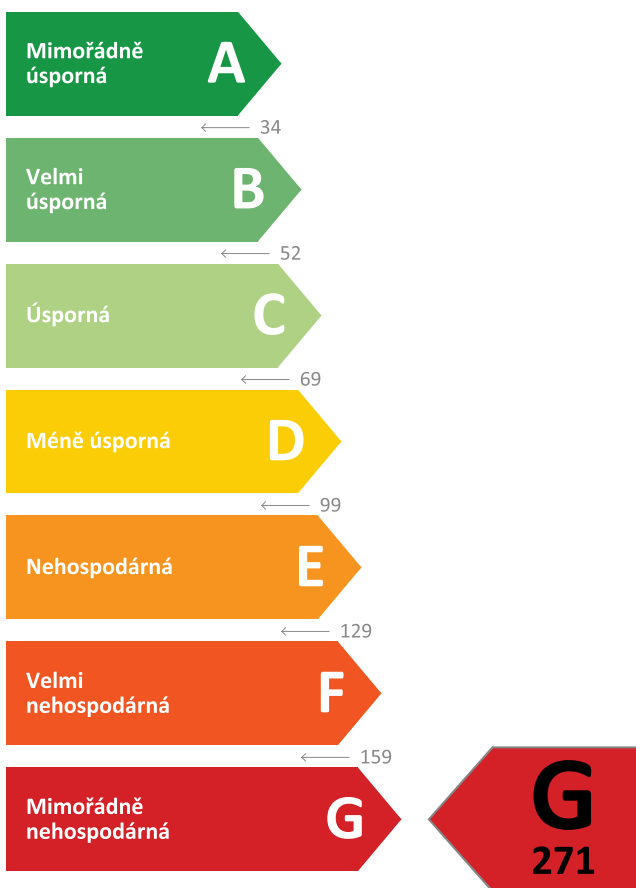 Mimořádně
úsporná
A
34
Velmi
úsporná
B
52
Úsporná
C
69
Méně úsporná
D
99
Nehospodárná
E
129
Velmi
nehospodárná
F
159
Mimořádně
nehospodárná
G
G
271